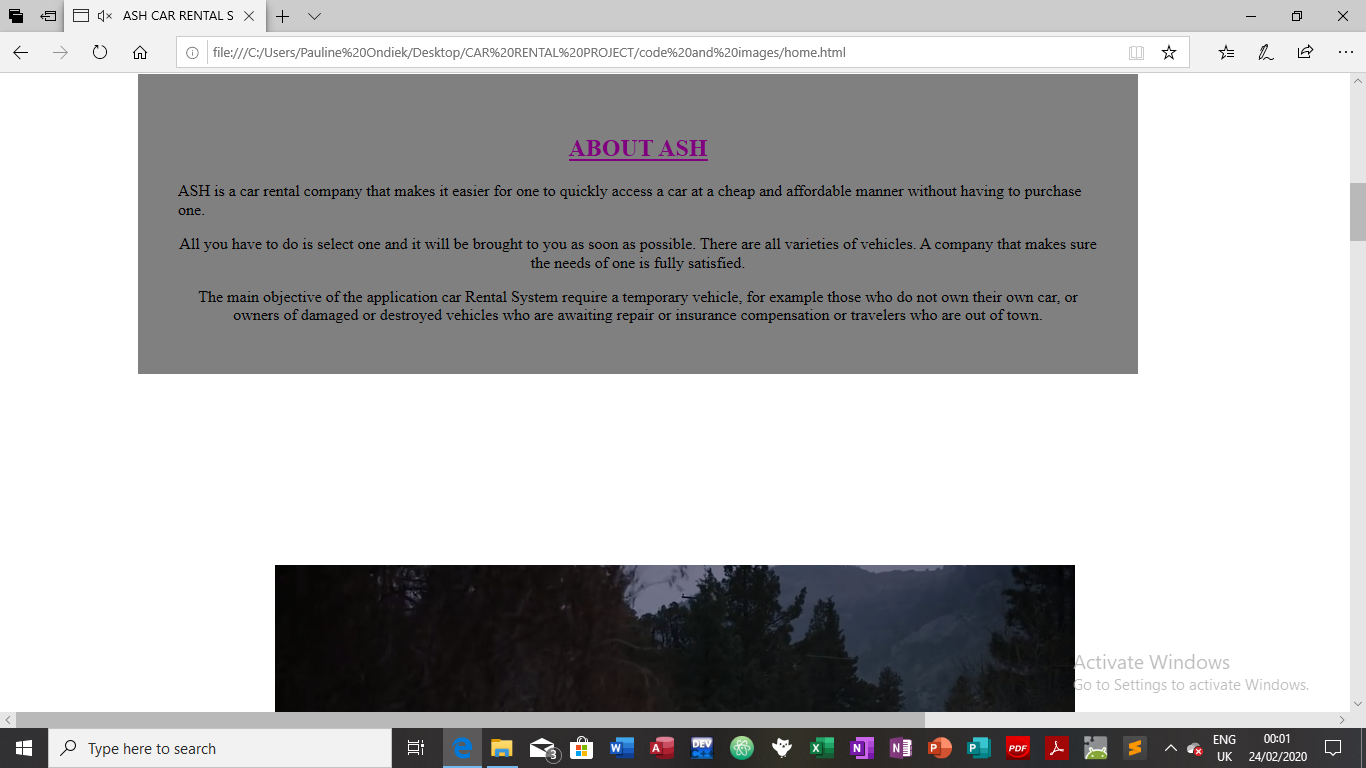 ASH CAR RENTAL S
file:///C:/Users/Pauline%20Ondiek/Desktop/CAR%20RENTAL%20PROJECT/code%20and%20images/home.html
ABOUT ASH
ASH is a car rental company that makes it easier for one to quickly access a car at a cheap and affordable manner without having to purchase
one.
All you have to do is select one and it will be brought to you as soon as possible. There are all varieties of vehicles. A company that makes sure
the needs of one is fully satisfied.
The main objective of the application car Rental System require a temporary vehicle, for example those who do not own their own car, or
owners of damaged or destroyed vehicles who are awaiting repair or insurance compensation or travelers who are out of town.
Activate Windows
Go to Settings to activate Windows.
Type here to search
3
DEV
PDF
ENG
UK
00:01
24/02/2020